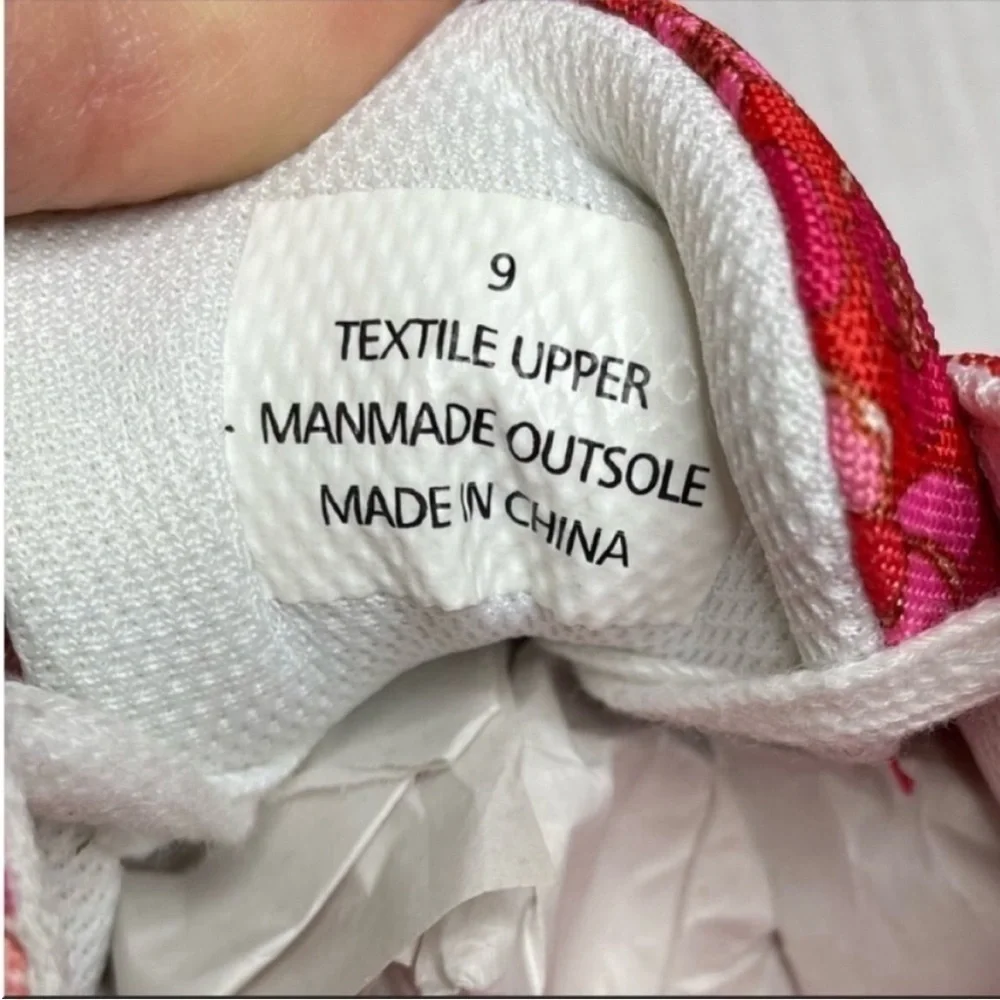 9
TEXTILE UPPER
MANMADE OUTSOLE
MADE IN CHINA